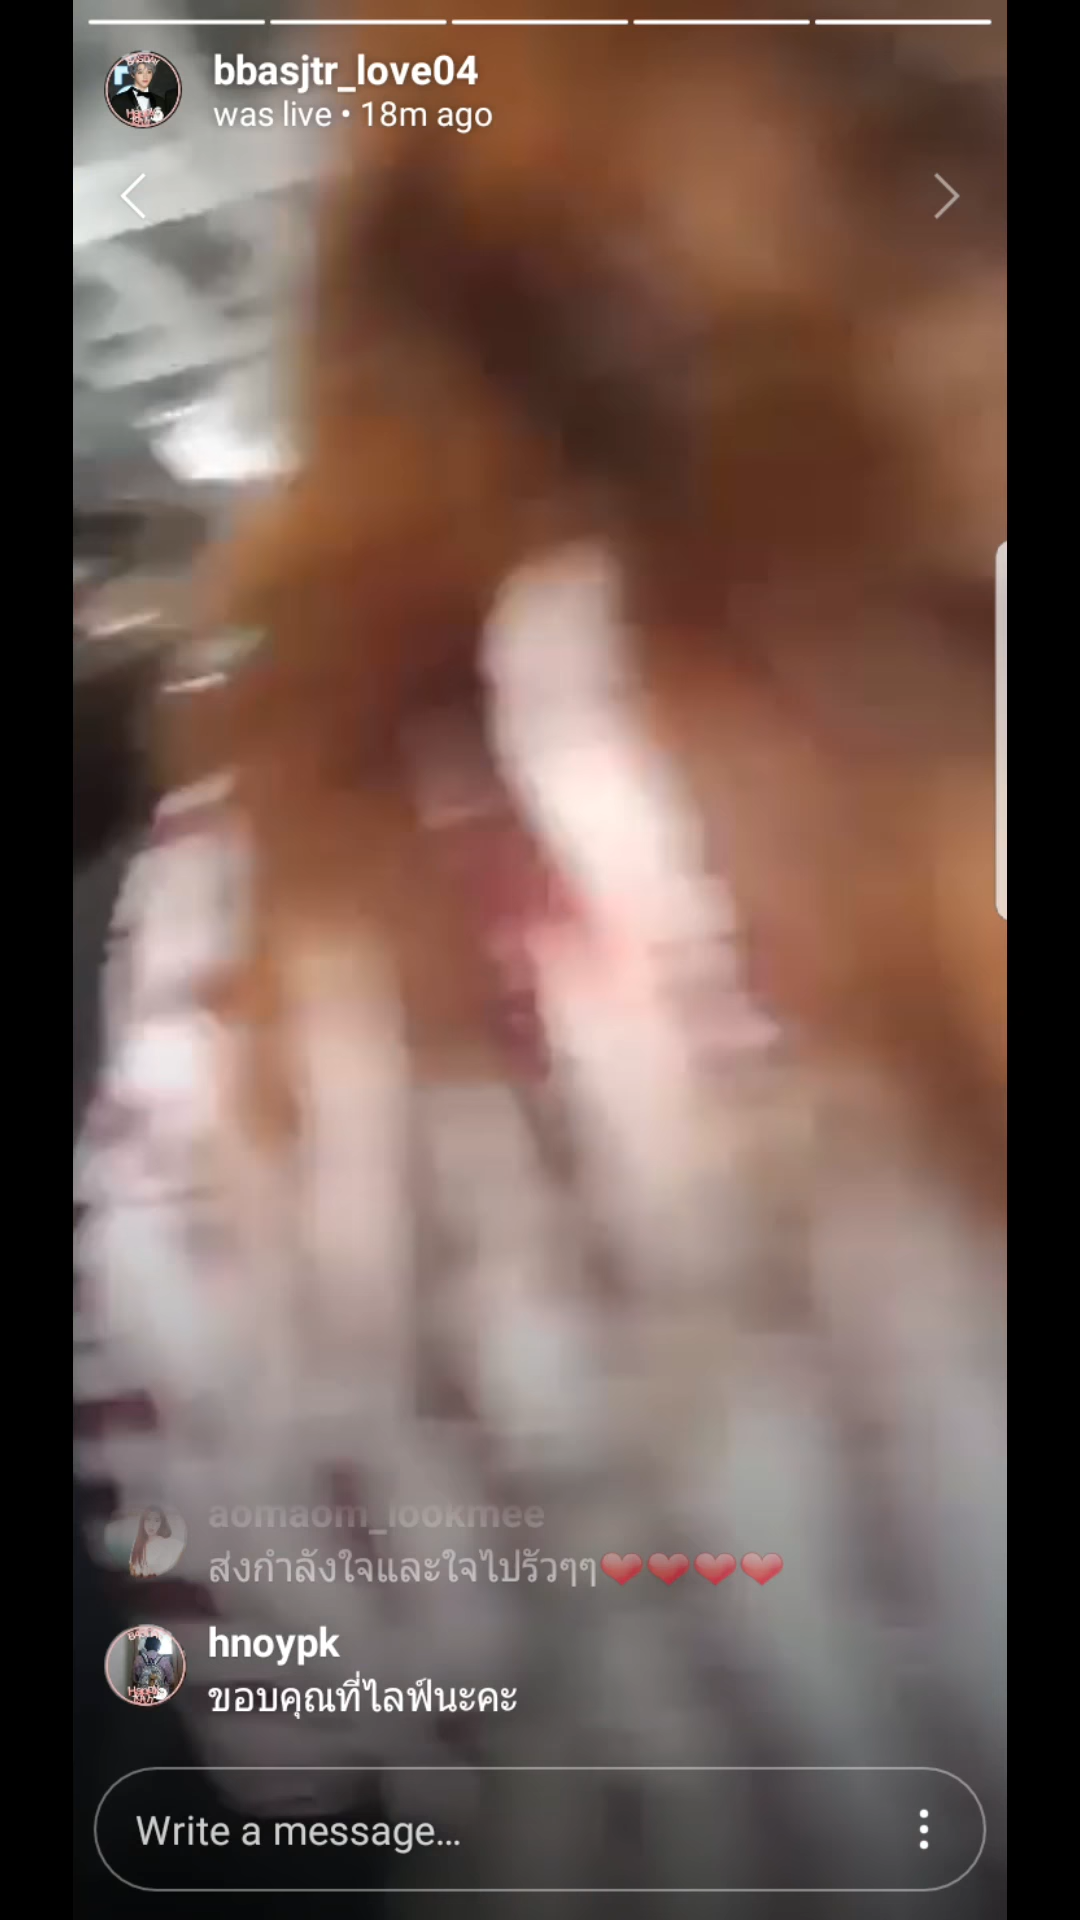 bbasjtr_love04
was live • 18m ago
aomaom_lookmee
ส่งกำลังใจและใจไปรัวๆๆ❤❤❤❤
hnoypk
ขอบคุณที่ไลฟ์นะคะ
Write a message...